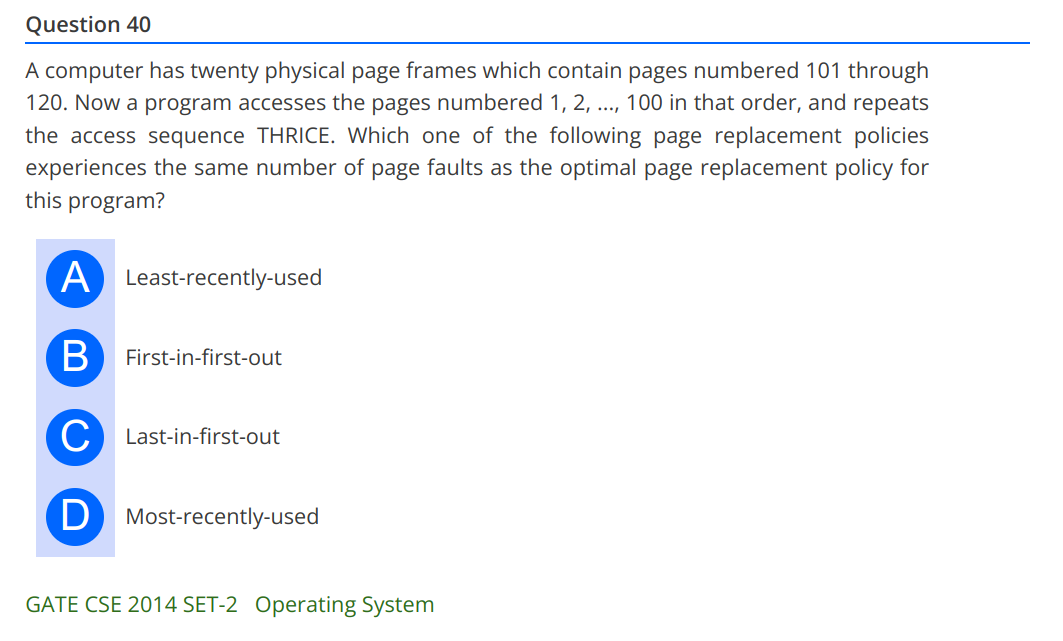 Question 40
A computer has twenty physical page frames which contain pages numbered 101 through
120. Now a program accesses the pages numbered 1, 2, ..., 100 in that order, and repeats
the access sequence THRICE. Which one of the following page replacement policies
experiences the same number of page faults as the optimal page replacement policy for
this program?
A Least-recently-used
B First-in-first-out
C Last-in-first-out
D Most-recently-used
GATE CSE 2014 SET-2 Operating System